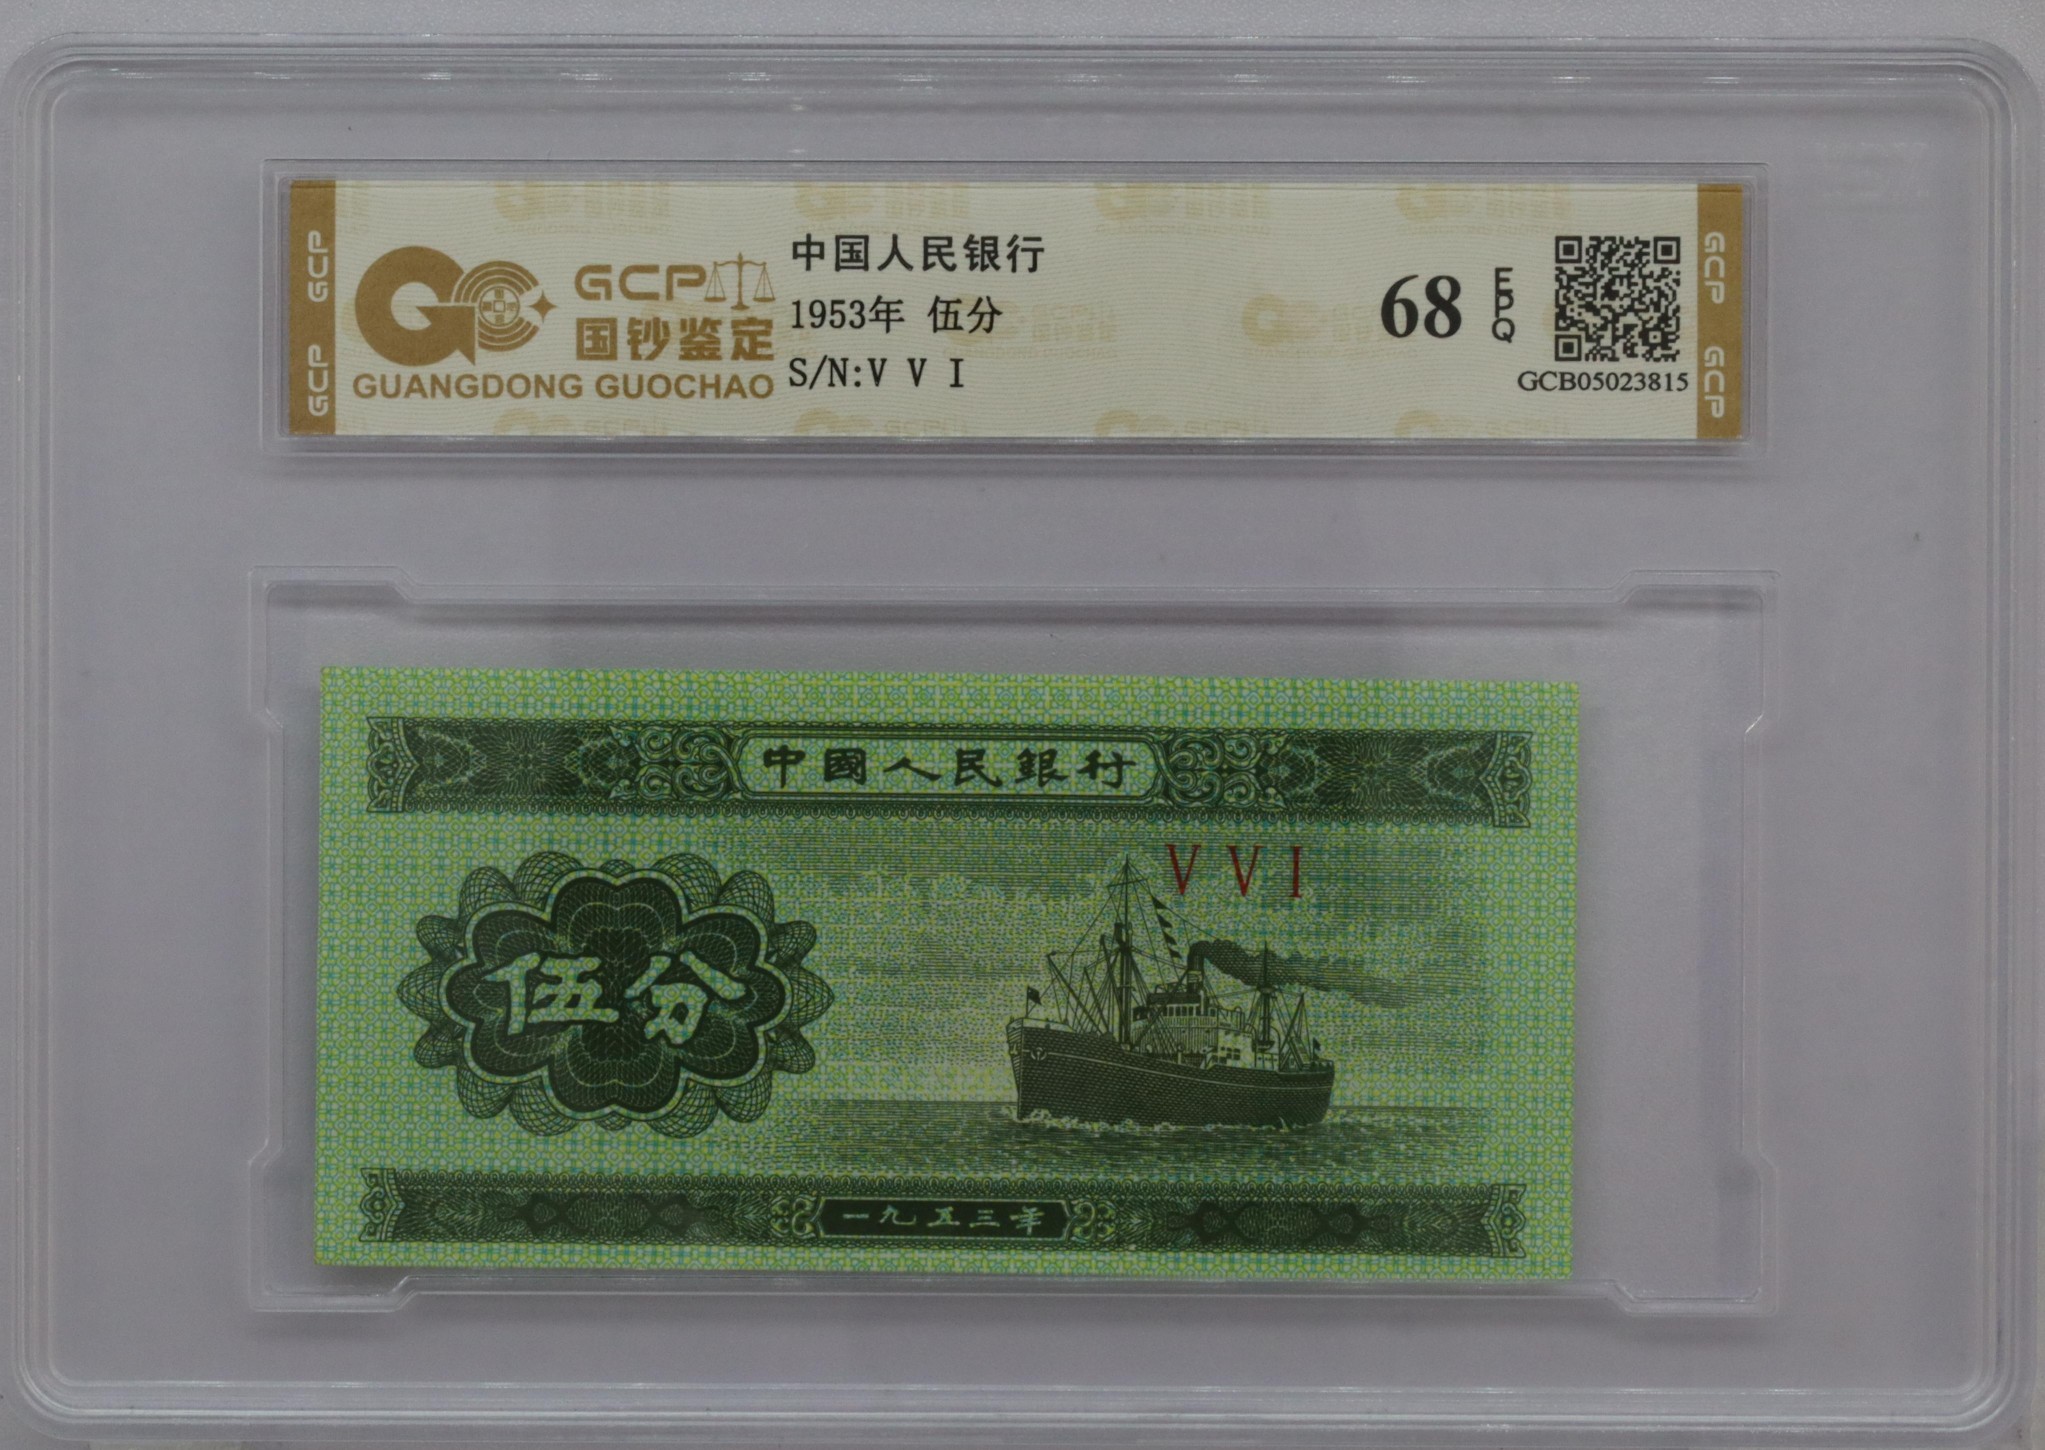 GCP
GCP
GCP
国钞鉴定
GUANGDONG GUOCHAO
中国人民银行
1953年 伍分
S/N:V V I
68
EPQ
GCB05023815
GCP
GCP
中國人民銀行
V V I
伍分
一九五三年